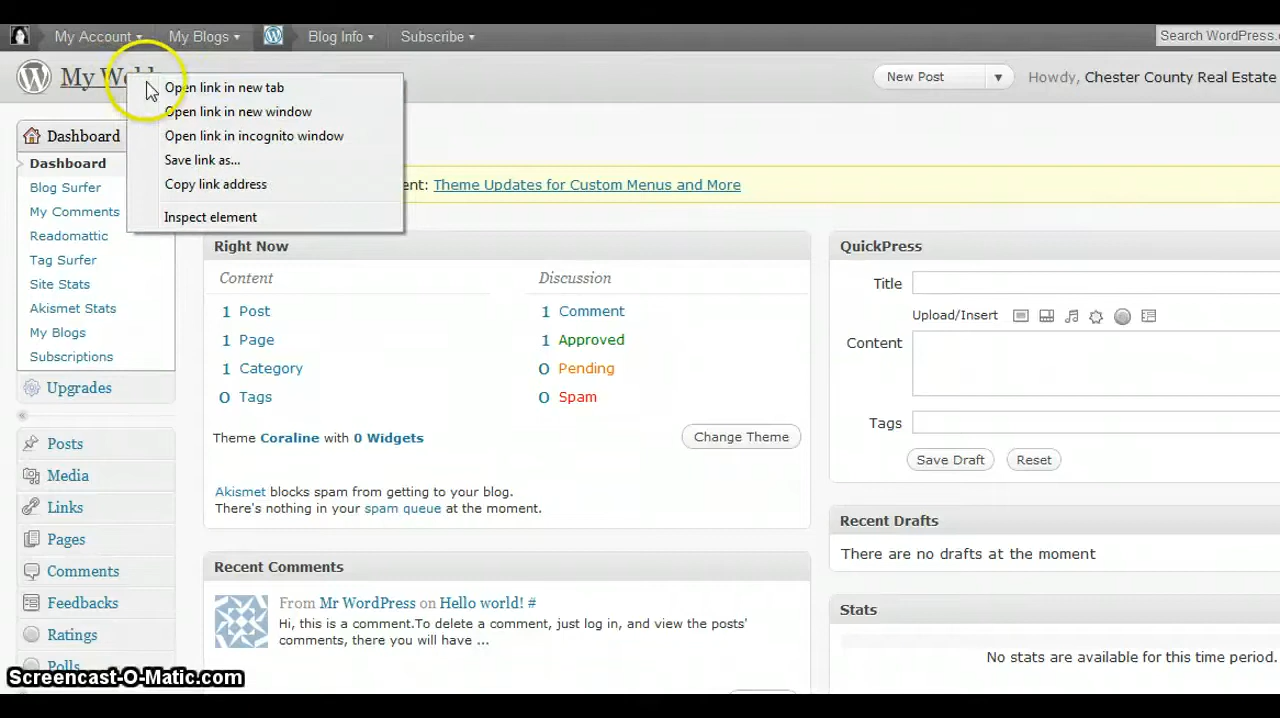 My Account
My Blogs
Blog Info
Subscribe
Search WordPress.c
My
New Post
Howdy, Chester County Real Estate
Open link in new tab
Open link in new window
Open link in incognito window
Save link as...
Copy link address
Inspect element
Dashboard
Dashboard
Blog Surfer
My Comments
Readomattic
Tag Surfer
Site Stats
Akismet Stats
My Blogs
Subscriptions
Upgrades
Posts
Media
Links
Pages
Comments
Feedbacks
Ratings
Polls
ent: Theme Updates for Custom Menus and More
Right Now
Content
Discussion
1 Post
1 Comment
1 Page
1 Approved
1 Category
0 Pending
0 Tags
0 Spam
Theme Coraline with 0 Widgets
Change Theme
Akismet blocks spam from getting to your blog.
There's nothing in your spam queue at the moment.
Recent Comments
From Mr WordPress on Hello world! #
Hi, this is a comment.To delete a comment, just log in, and view the posts'
comments, there you will have ...
QuickPress
Title
Upload/Insert
Content
Tags
Save Draft
Reset
Recent Drafts
There are no drafts at the moment
Stats
No stats are available for this time period.
Screencast-O-Matic.com